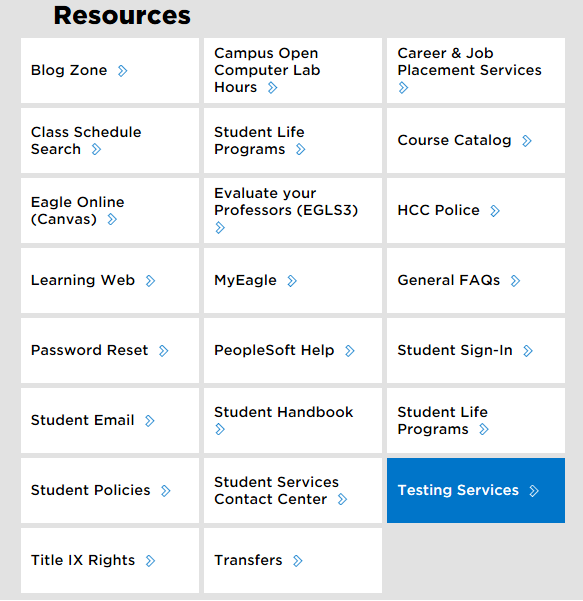 Resources
Blog Zone
Campus Open
Computer Lab
Hours
Career & Job
Placement Services
Class Schedule
Search
Student Life
Programs
Course Catalog
Eagle Online
(Canvas)
Evaluate your
Professors (EGLS3)
HCC Police
Learning Web
MyEagle
General FAQs
Password Reset
PeopleSoft Help
Student Sign-In
Student Email
Student Handbook
Student Life
Programs
Student Policies
Student Services
Contact Center
Testing Services
Title IX Rights
Transfers